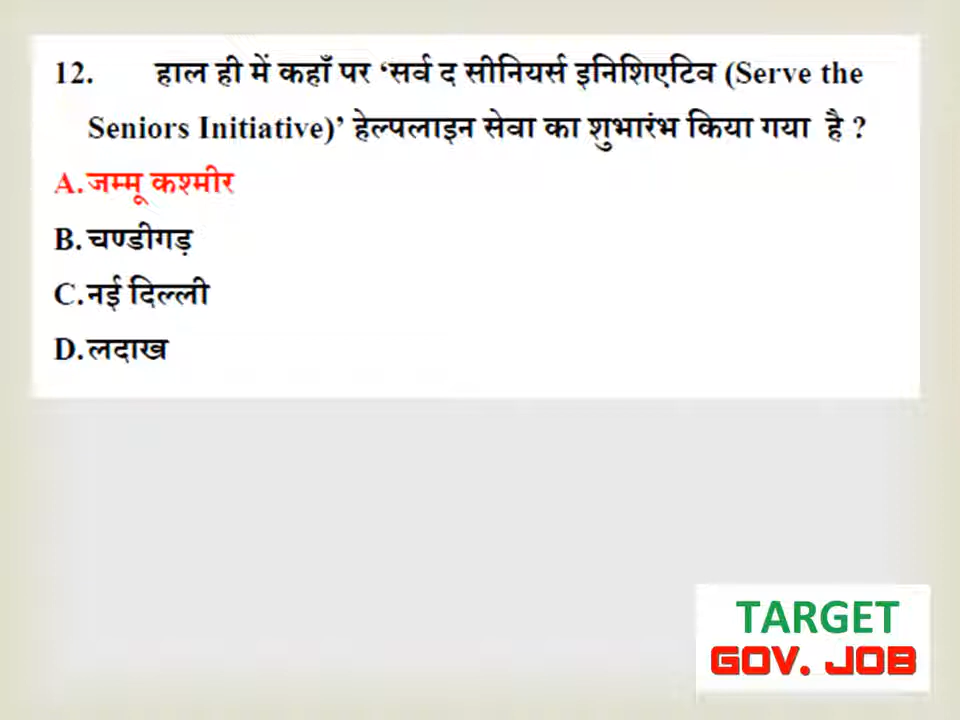 12. हाल ही में कहाँ पर ‘सर्व द सीनियर्स इनिशिएटिव (Serve the
Seniors Initiative)’ हेल्पलाइन सेवा का शुभारंभ किया गया है ?
A. जम्मू कश्मीर
B. चण्डीगड़
C. नई दिल्ली
D. लदाख
TARGET
GOV. JOB